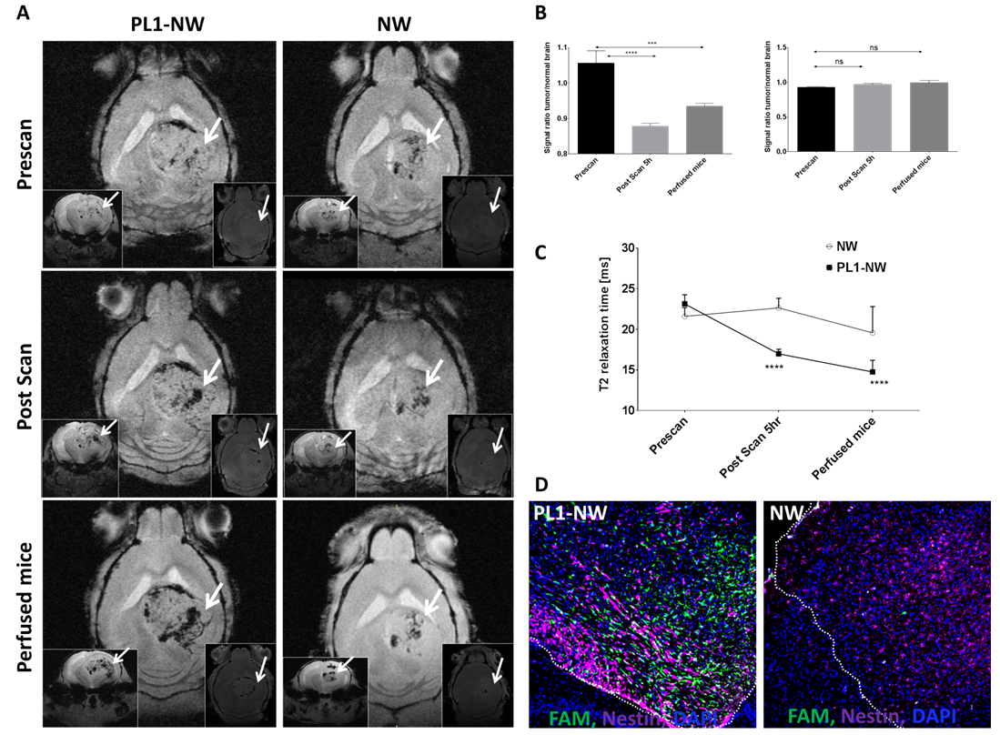 A
PL1-NW
NW
Prescan
Post Scan
Perfused mice
B
Signal ratio tumor/normal brain
1.1
1.0
0.9
0.8
***
****
Prescan
Post Scan 5h
Perfused mice
Signal ratio tumor/normal brain
1.5
1.0
0.5
0.0
ns
ns
Prescan
Post Scan 5h
Perfused mice
C
T2 relaxation time [ms]
30
25
20
15
10
NW
PL1-NW
****
****
Prescan
Post Scan 5hr
Perfused mice
D
PL1-NW
FAM, Nestin, DAPI
NW
FAM, Nestin, DAPI